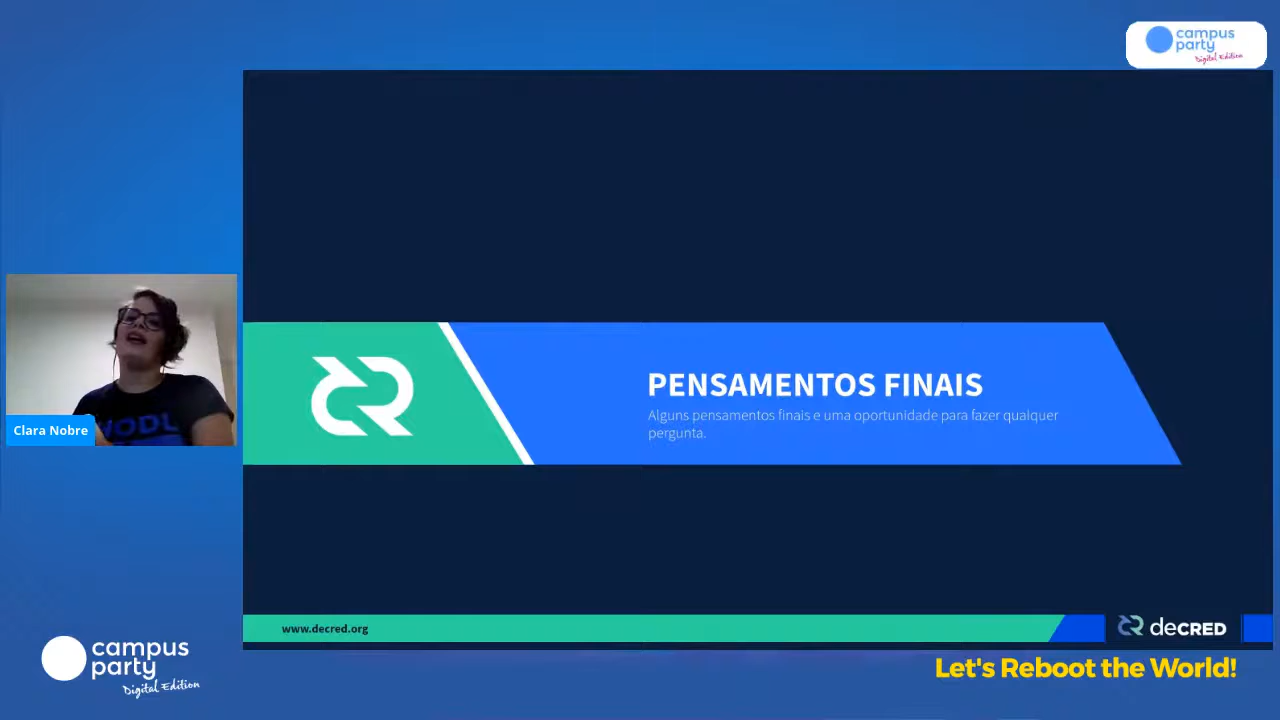 campus
party
Digital Edition
PENSAMENTOS FINAIS
Alguns pensamentos finais e uma oportunidade para fazer qualquer
pergunta.
HODL
Clara Nobre
www.decred.org
deCRED
campus
party
Digital Edition
Let's Reboot the World!